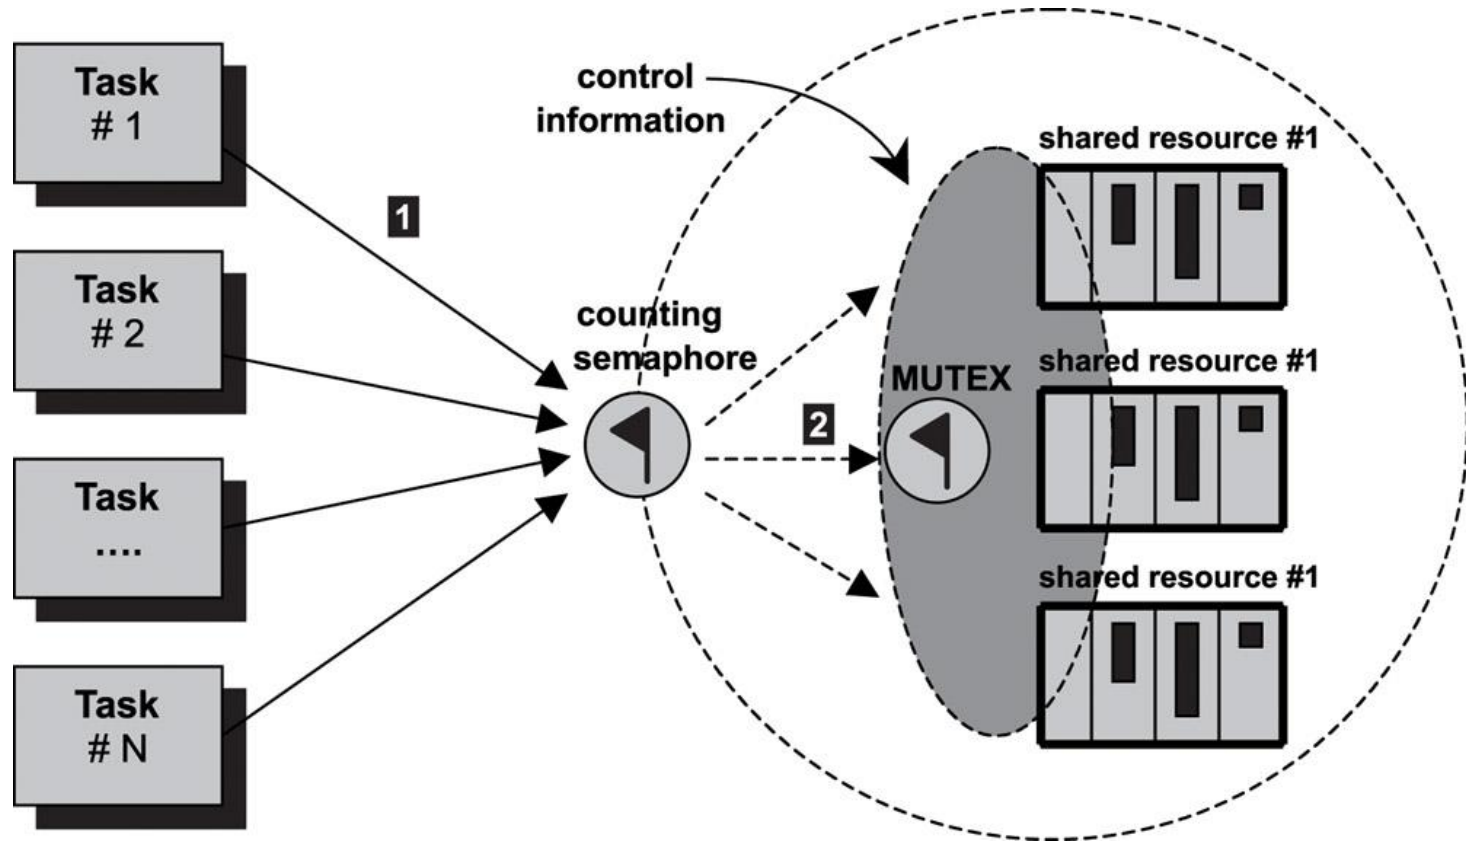 Task
# 1
1
Task
# 2
Task
....
Task
# N
control
information
counting
semaphore
2
MUTEX
shared resource #1
shared resource #1
shared resource #1